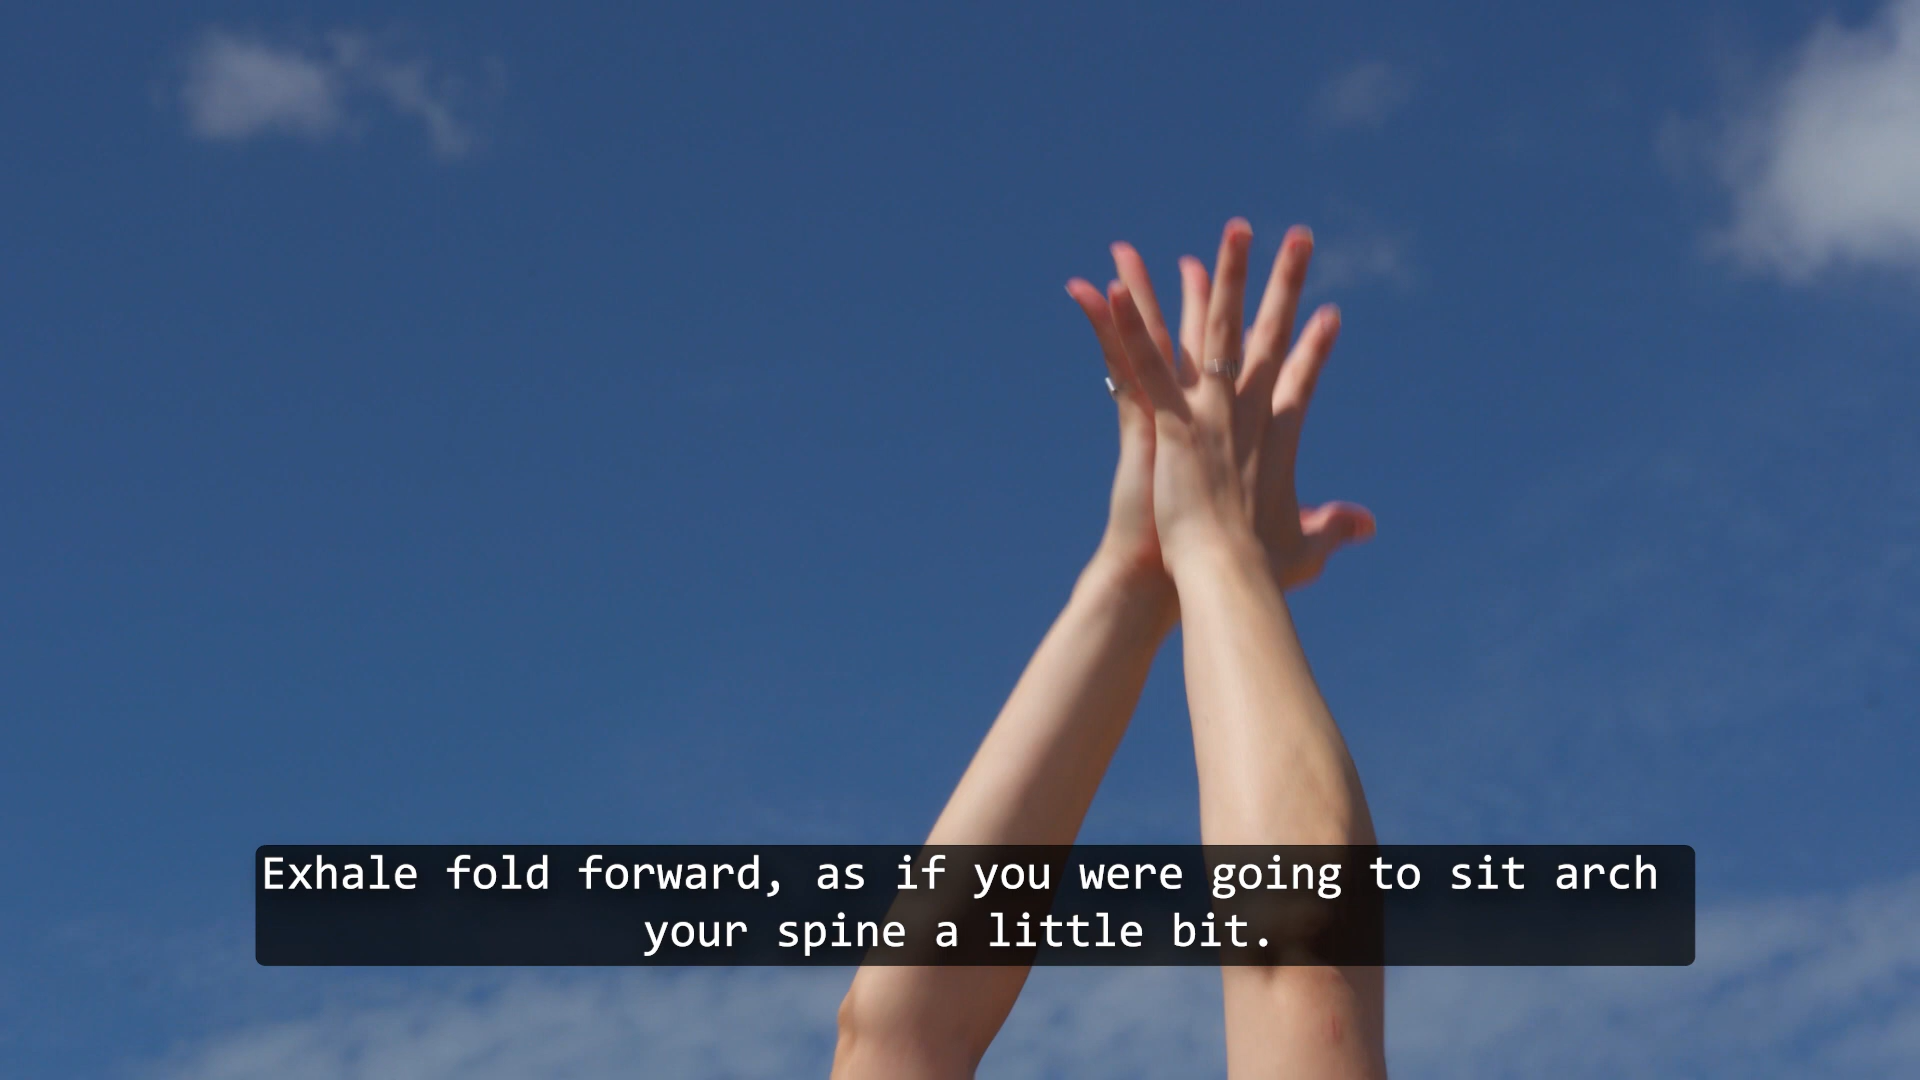 Exhale fold forward, as if you were going to sit arch
your spine a little bit.